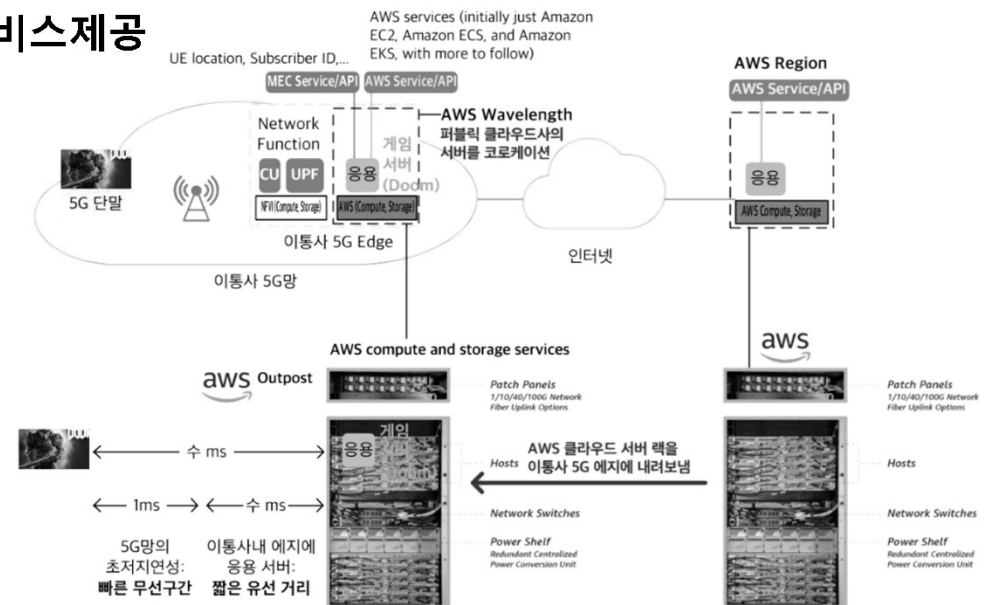 비스제공
AWS services (initially just Amazon
EC2, Amazon ECS, and Amazon
EKS, with more to follow)
UE location, Subscriber ID,...
MEC Service/API
AWS Service/API
AWS Region
AWS Service/API
Network
Function
CU
UPF
NFVI(Compute, Storage)
응용
게임
서버
(Doom)
AWS (Compute, Storage)
AWS Wavelength
퍼블릭 클라우드사의
서버를 코로케이션
응용
AWS Compute, Storage
5G 단말
이통사 5G Edge
이통사 5G망
인터넷
AWS compute and storage services
aws Outpost
aws
Patch Panels
1/10/40/100G Network
Fiber Uplink Options
Patch Panels
1/10/40/100G Network
Fiber Uplink Options
수 ms
게임
응용
Hosts
AWS 클라우드 서버 랙을
이통사 5G 에지에 내려보냄
Hosts
1ms
수 ms
Network Switches
Network Switches
5G망의
초저지연성:
빠른 무선구간
이통사내 에지에
응용 서버:
짧은 유선 거리
Power Shelf
Redundant Centralized
Power Conversion Unit
Power Shelf
Redundant Centralized
Power Conversion Unit